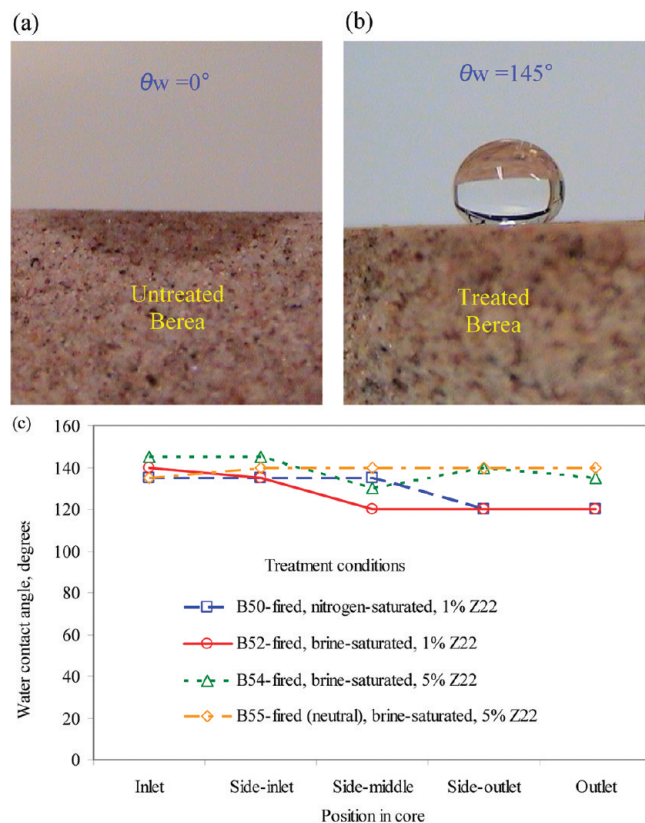 (a)
(b)
θw =0°
θw =145°
Untreated
Berea
Treated
Berea
(c)
160
140
120
100
80
60
40
20
0
Water contact angle, degrees
Treatment conditions
B50-fired, nitrogen-saturated, 1% Z22
B52-fired, brine-saturated, 1% Z22
B54-fired, brine-saturated, 5% Z22
B55-fired (neutral), brine-saturated, 5% Z22
Inlet
Side-inlet
Side-middle
Side-outlet
Outlet
Position in core